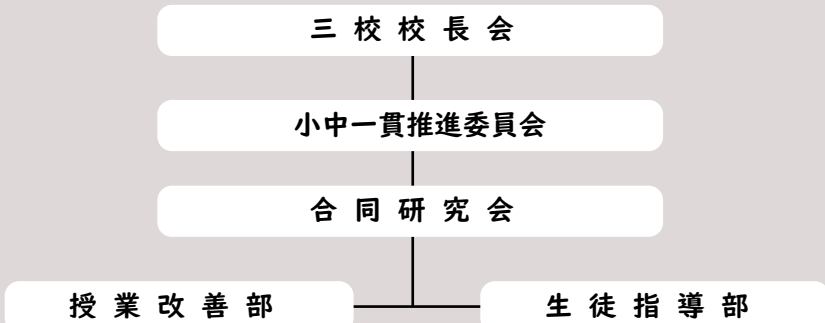 三校校長会
小中一貫推進委員会
合同研究会
授業改善部
生徒指導部